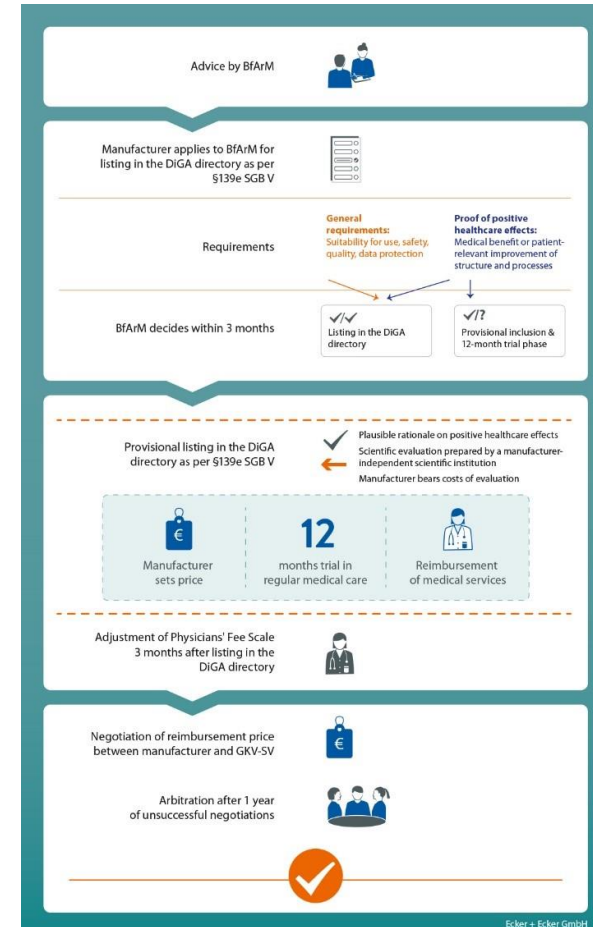 Advice by BfArM
Manufacturer applies to BfArM for
listing in the DiGA directory as per
§139e SGB V
Requirements
General
requirements:
Suitability for use, safety,
quality, data protection
Proof of positive
healthcare effects:
Medical benefit or patient-
relevant improvement of
structure and processes
BfArM decides within 3 months
✓/✓
Listing in the DiGA
directory
✓/?
Provisional inclusion &
12-month trial phase
Provisional listing in the DiGA
directory as per §139e SGB V
Plausible rationale on positive healthcare effects
Scientific evaluation prepared by a manufacturer-
independent scientific institution
Manufacturer bears costs of evaluation
€
Manufacturer
sets price
12
months trial in
regular medical care
Reimbursement
of medical services
Adjustment of Physicians' Fee Scale
3 months after listing in the
DiGA directory
Negotiation of reimbursement price
between manufacturer and GKV-SV
€
Arbitration after 1 year
of unsuccessful negotiations
Ecker + Ecker GmbH